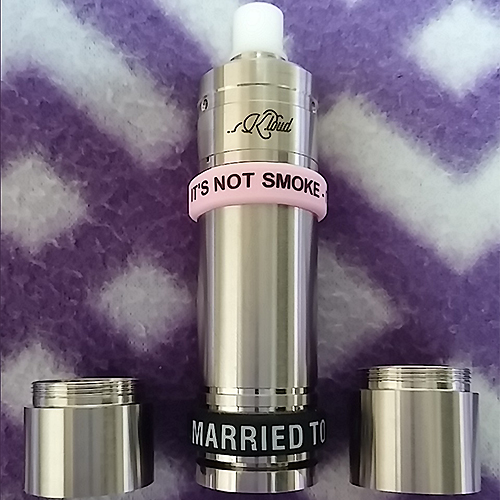 Kloud
IT'S NOT SMOKE -
MARRIED TO